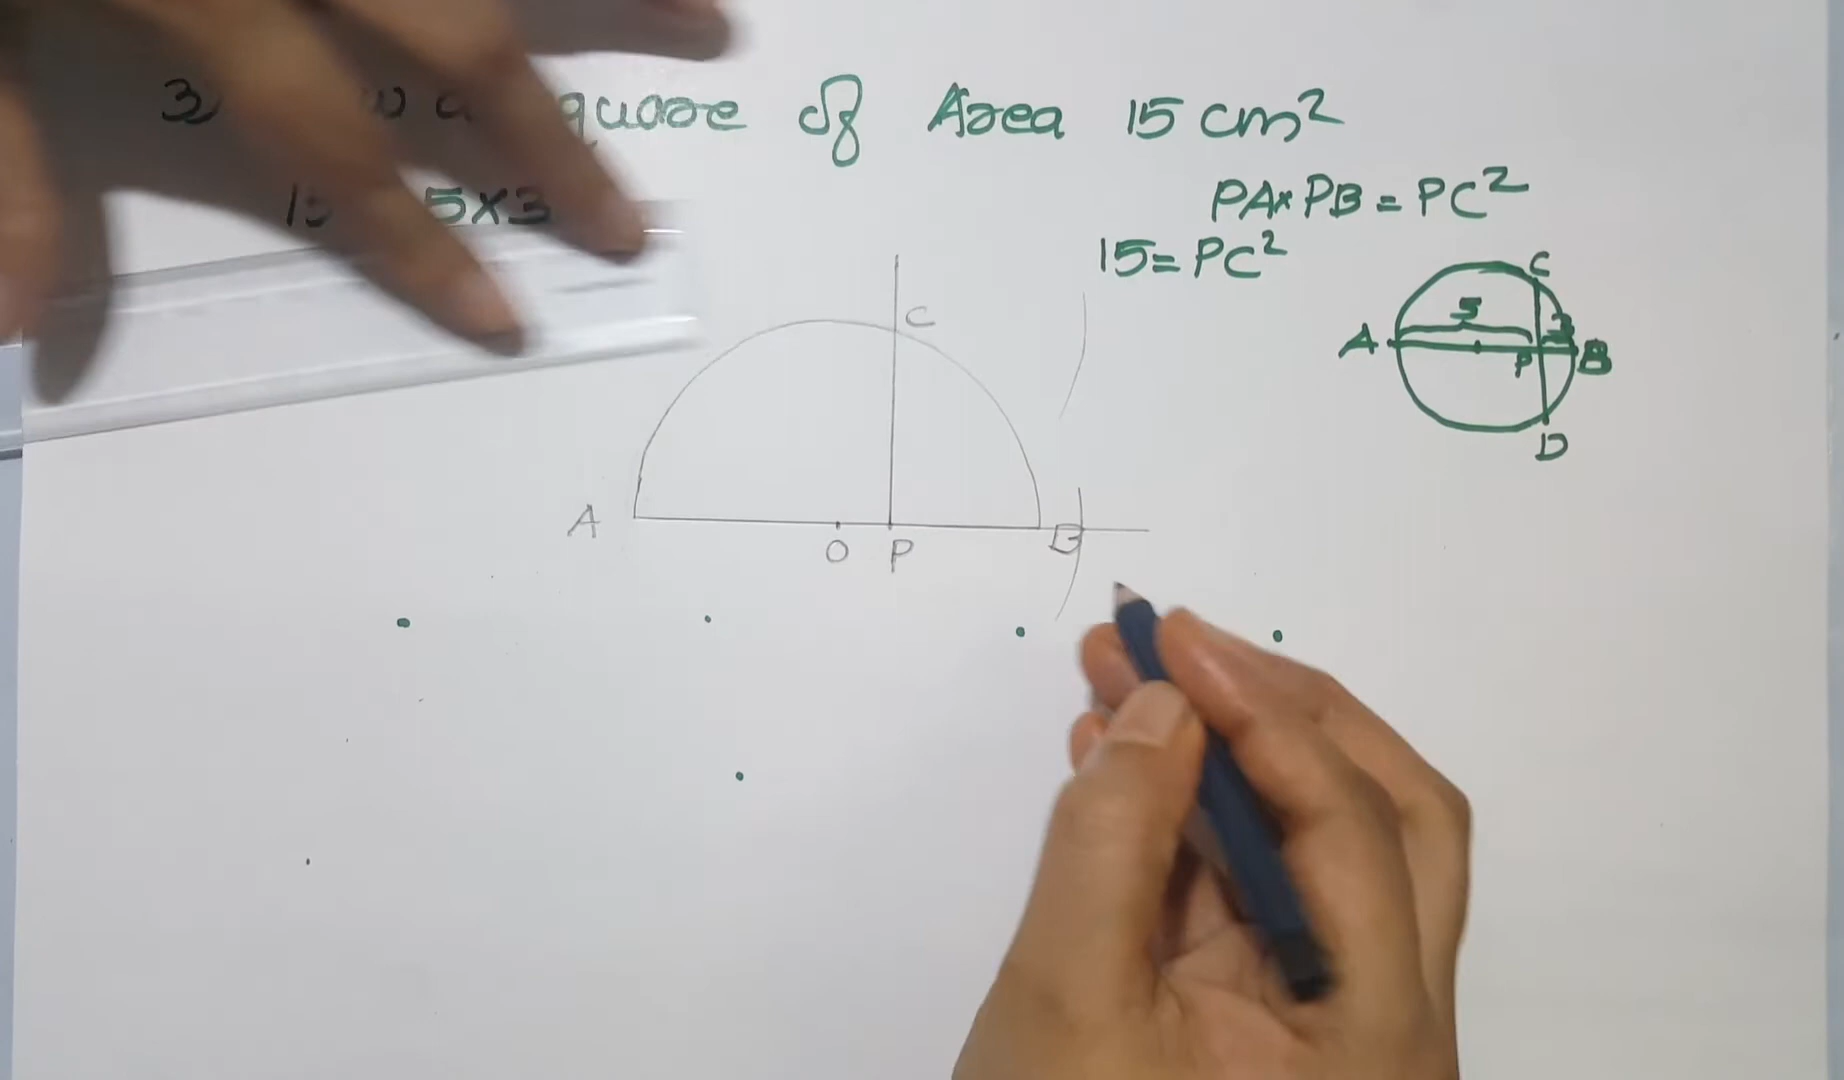 3
quare of Area 15 cm²
5x3
PA×PB=PC²
15=PC²
C
5
3
A
P
B
D
C
A
O
P
B